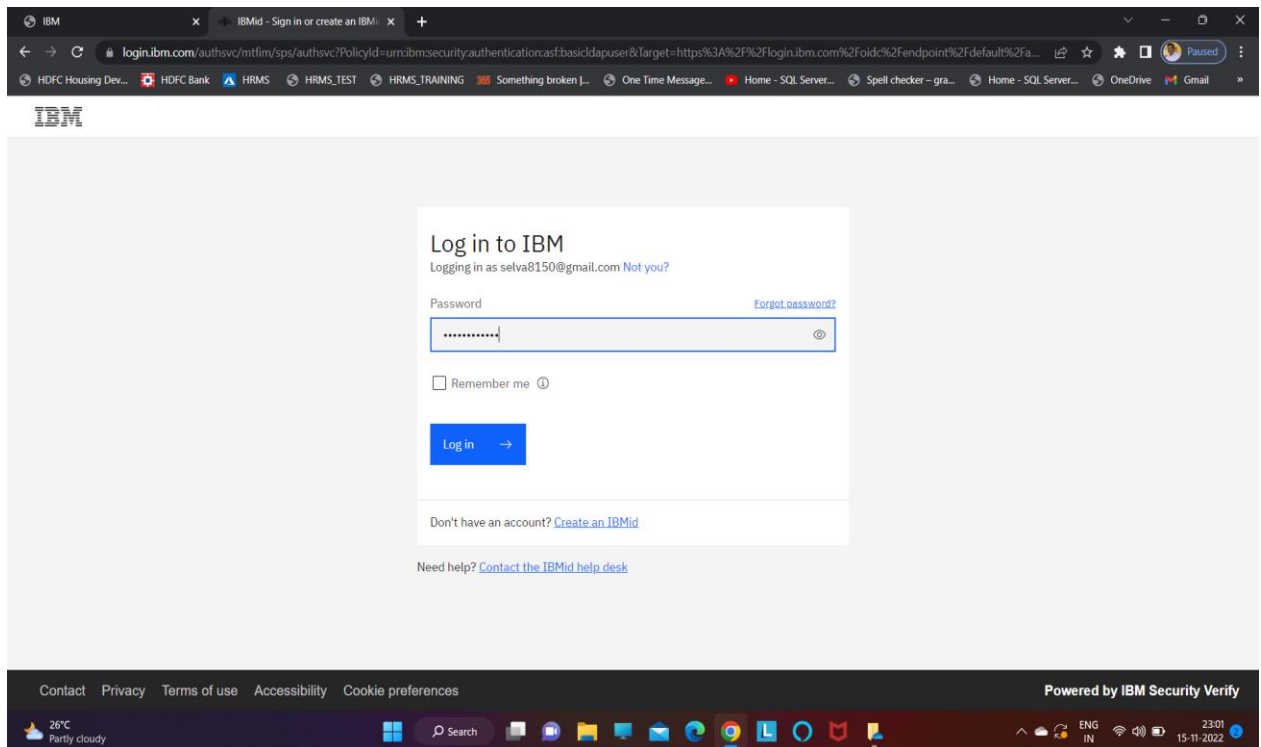 IBM
IBMid - Sign in or create an IBMi
login.ibm.com/authsvc/mtfim/sps/authsvc?PolicyId=urn:ibm:security:authentication:asf:basicldapuser&Target=https%3A%2F%2Flogin.ibm.com%2Foidc%2Fendpoint%2Fdefault%2Fa...
Paused
HDFC Housing Dev... HDFC Bank HRMS HRMS_TEST HRMS_TRAINING Something broken |... One Time Message... Home - SQL Server... Spell checker – gra... Home - SQL Server... OneDrive Gmail »
IBM
Log in to IBM
Logging in as selva8150@gmail.com Not you?
Password Forgot password?
Remember me
Log in
Don't have an account? Create an IBMid
Need help? Contact the IBMid help desk
Contact Privacy Terms of use Accessibility Cookie preferences Powered by IBM Security Verify
26°C
Partly cloudy
Search
L
ENG
IN
23:01
15-11-2022
2